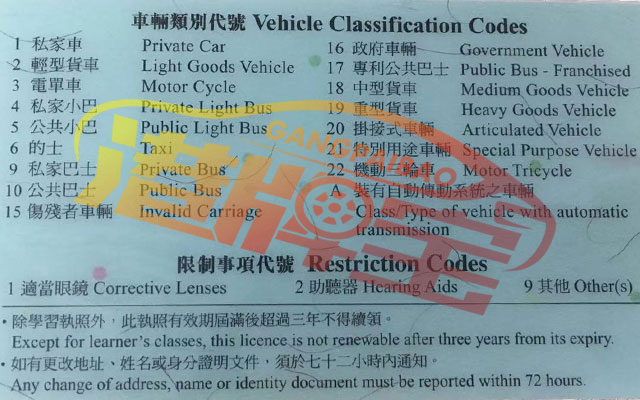 車輛類別代號 Vehicle Classification Codes
1 私家車 Private Car
2 輕型貨車 Light Goods Vehicle
3 電單車 Motor Cycle
4 私家小巴 Private Light Bus
5 公共小巴 Public Light Bus
6 的士 Taxi
9 私家巴士 Private Bus
10 公共巴士 Public Bus
15 傷殘者車輛 Invalid Carriage
16 政府車輛 Government Vehicle
17 專利公共巴士 Public Bus - Franchised
18 中型貨車 Medium Goods Vehicle
19 重型貨車 Heavy Goods Vehicle
20 掛接式車輛 Articulated Vehicle
21 特別用途車輛 Special Purpose Vehicle
22 機動三輪車 Motor Tricycle
A 裝有自動傳動系統之車輛
Class/Type of vehicle with automatic
transmission
GANGPAIBAO
港牌宝
限制事項代號 Restriction Codes
1 適當眼鏡 Corrective Lenses 2 助聽器 Hearing Aids 9 其他 Other(s)
• 除學習執照外，此執照有效期屆滿後超過三年不得續領。
Except for learner's classes, this licence is not renewable after three years from its expiry.
• 如有更改地址、姓名或身分證明文件，須於七十二小時內通知。
Any change of address, name or identity document must be reported within 72 hours.